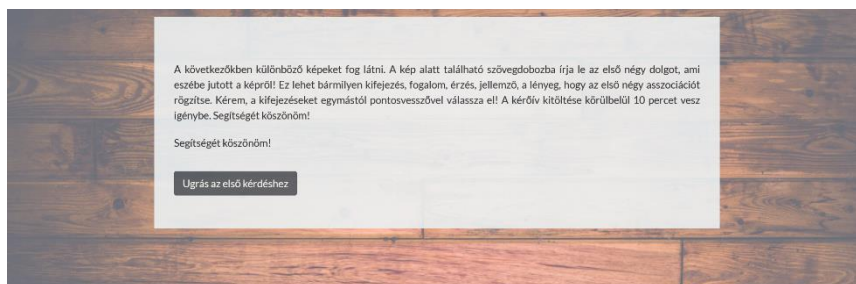 A következőkben különböző képeket fog látni. A kép alatt található szövegdobozba írja le az első négy dolgot, ami
eszébe jutott a képről! Ez lehet bármilyen kifejezés, fogalom, érzés, jellemző, a lényeg, hogy az első négy asszociációt
rögzítse. Kérem, a kifejezéseket egymástól pontosvesszővel válassza el! A kérőív kitöltése körülbelül 10 percet vesz
igénybe. Segítségét köszönöm!
Segítségét köszönöm!
Ugrás az első kérdéshez